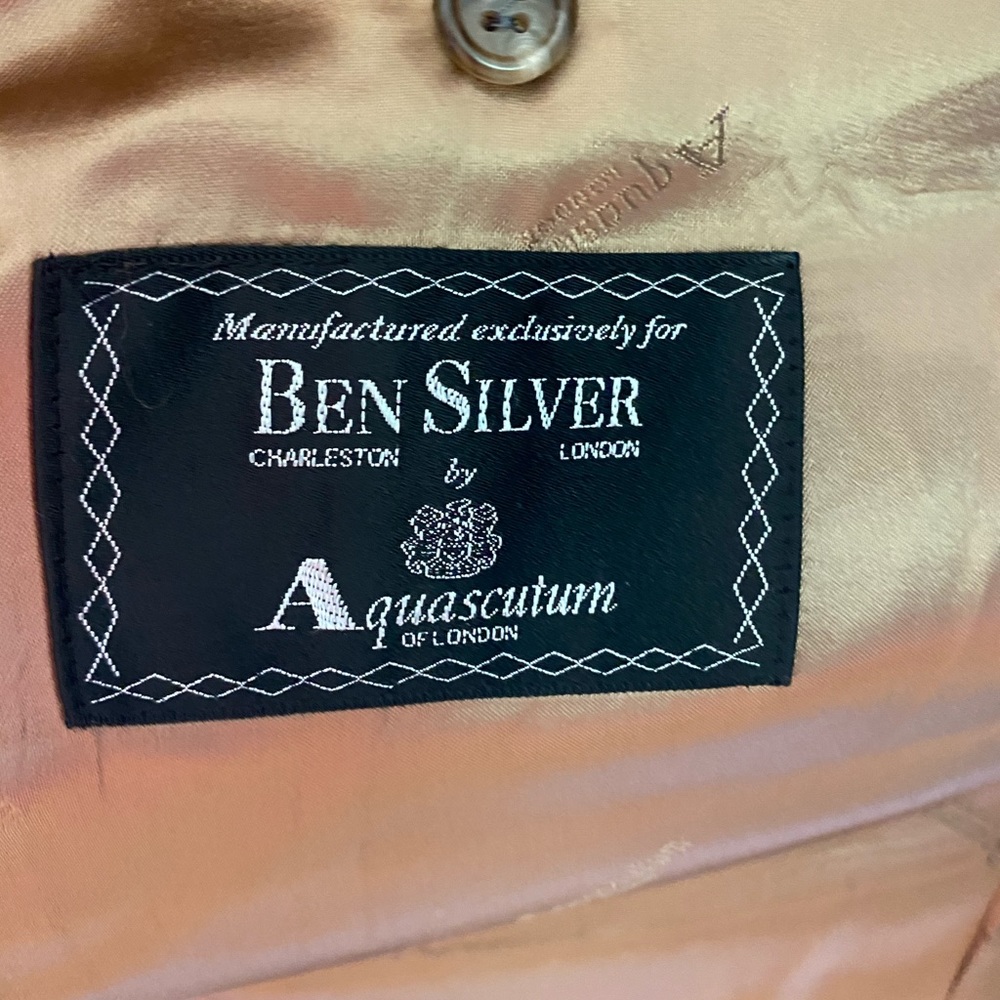 Manufactured exclusively for
BEN SILVER
CHARLESTON LONDON
by
Aquascutum
OF LONDON